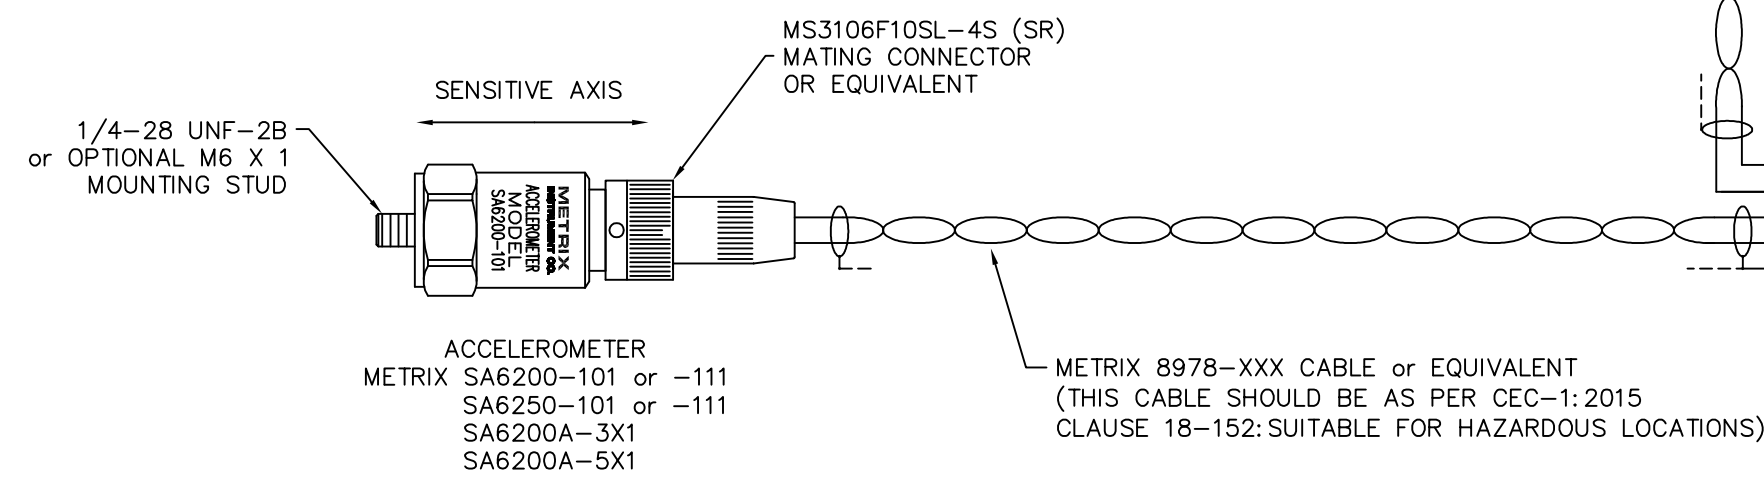 MS3106F10SL-4S (SR)
MATING CONNECTOR
OR EQUIVALENT
SENSITIVE AXIS
1/4-28 UNF-2B
or OPTIONAL M6 X 1
MOUNTING STUD
METRIX
INSTRUMENT CO.
ACCELEROMETER
MODEL
SA6200-101
ACCELEROMETER
METRIX SA6200-101 or -111
SA6250-101 or -111
SA6200A-3X1
SA6200A-5X1
METRIX 8978-XXX CABLE or EQUIVALENT
(THIS CABLE SHOULD BE AS PER CEC-1:2015
CLAUSE 18-152:SUITABLE FOR HAZARDOUS LOCATIONS)